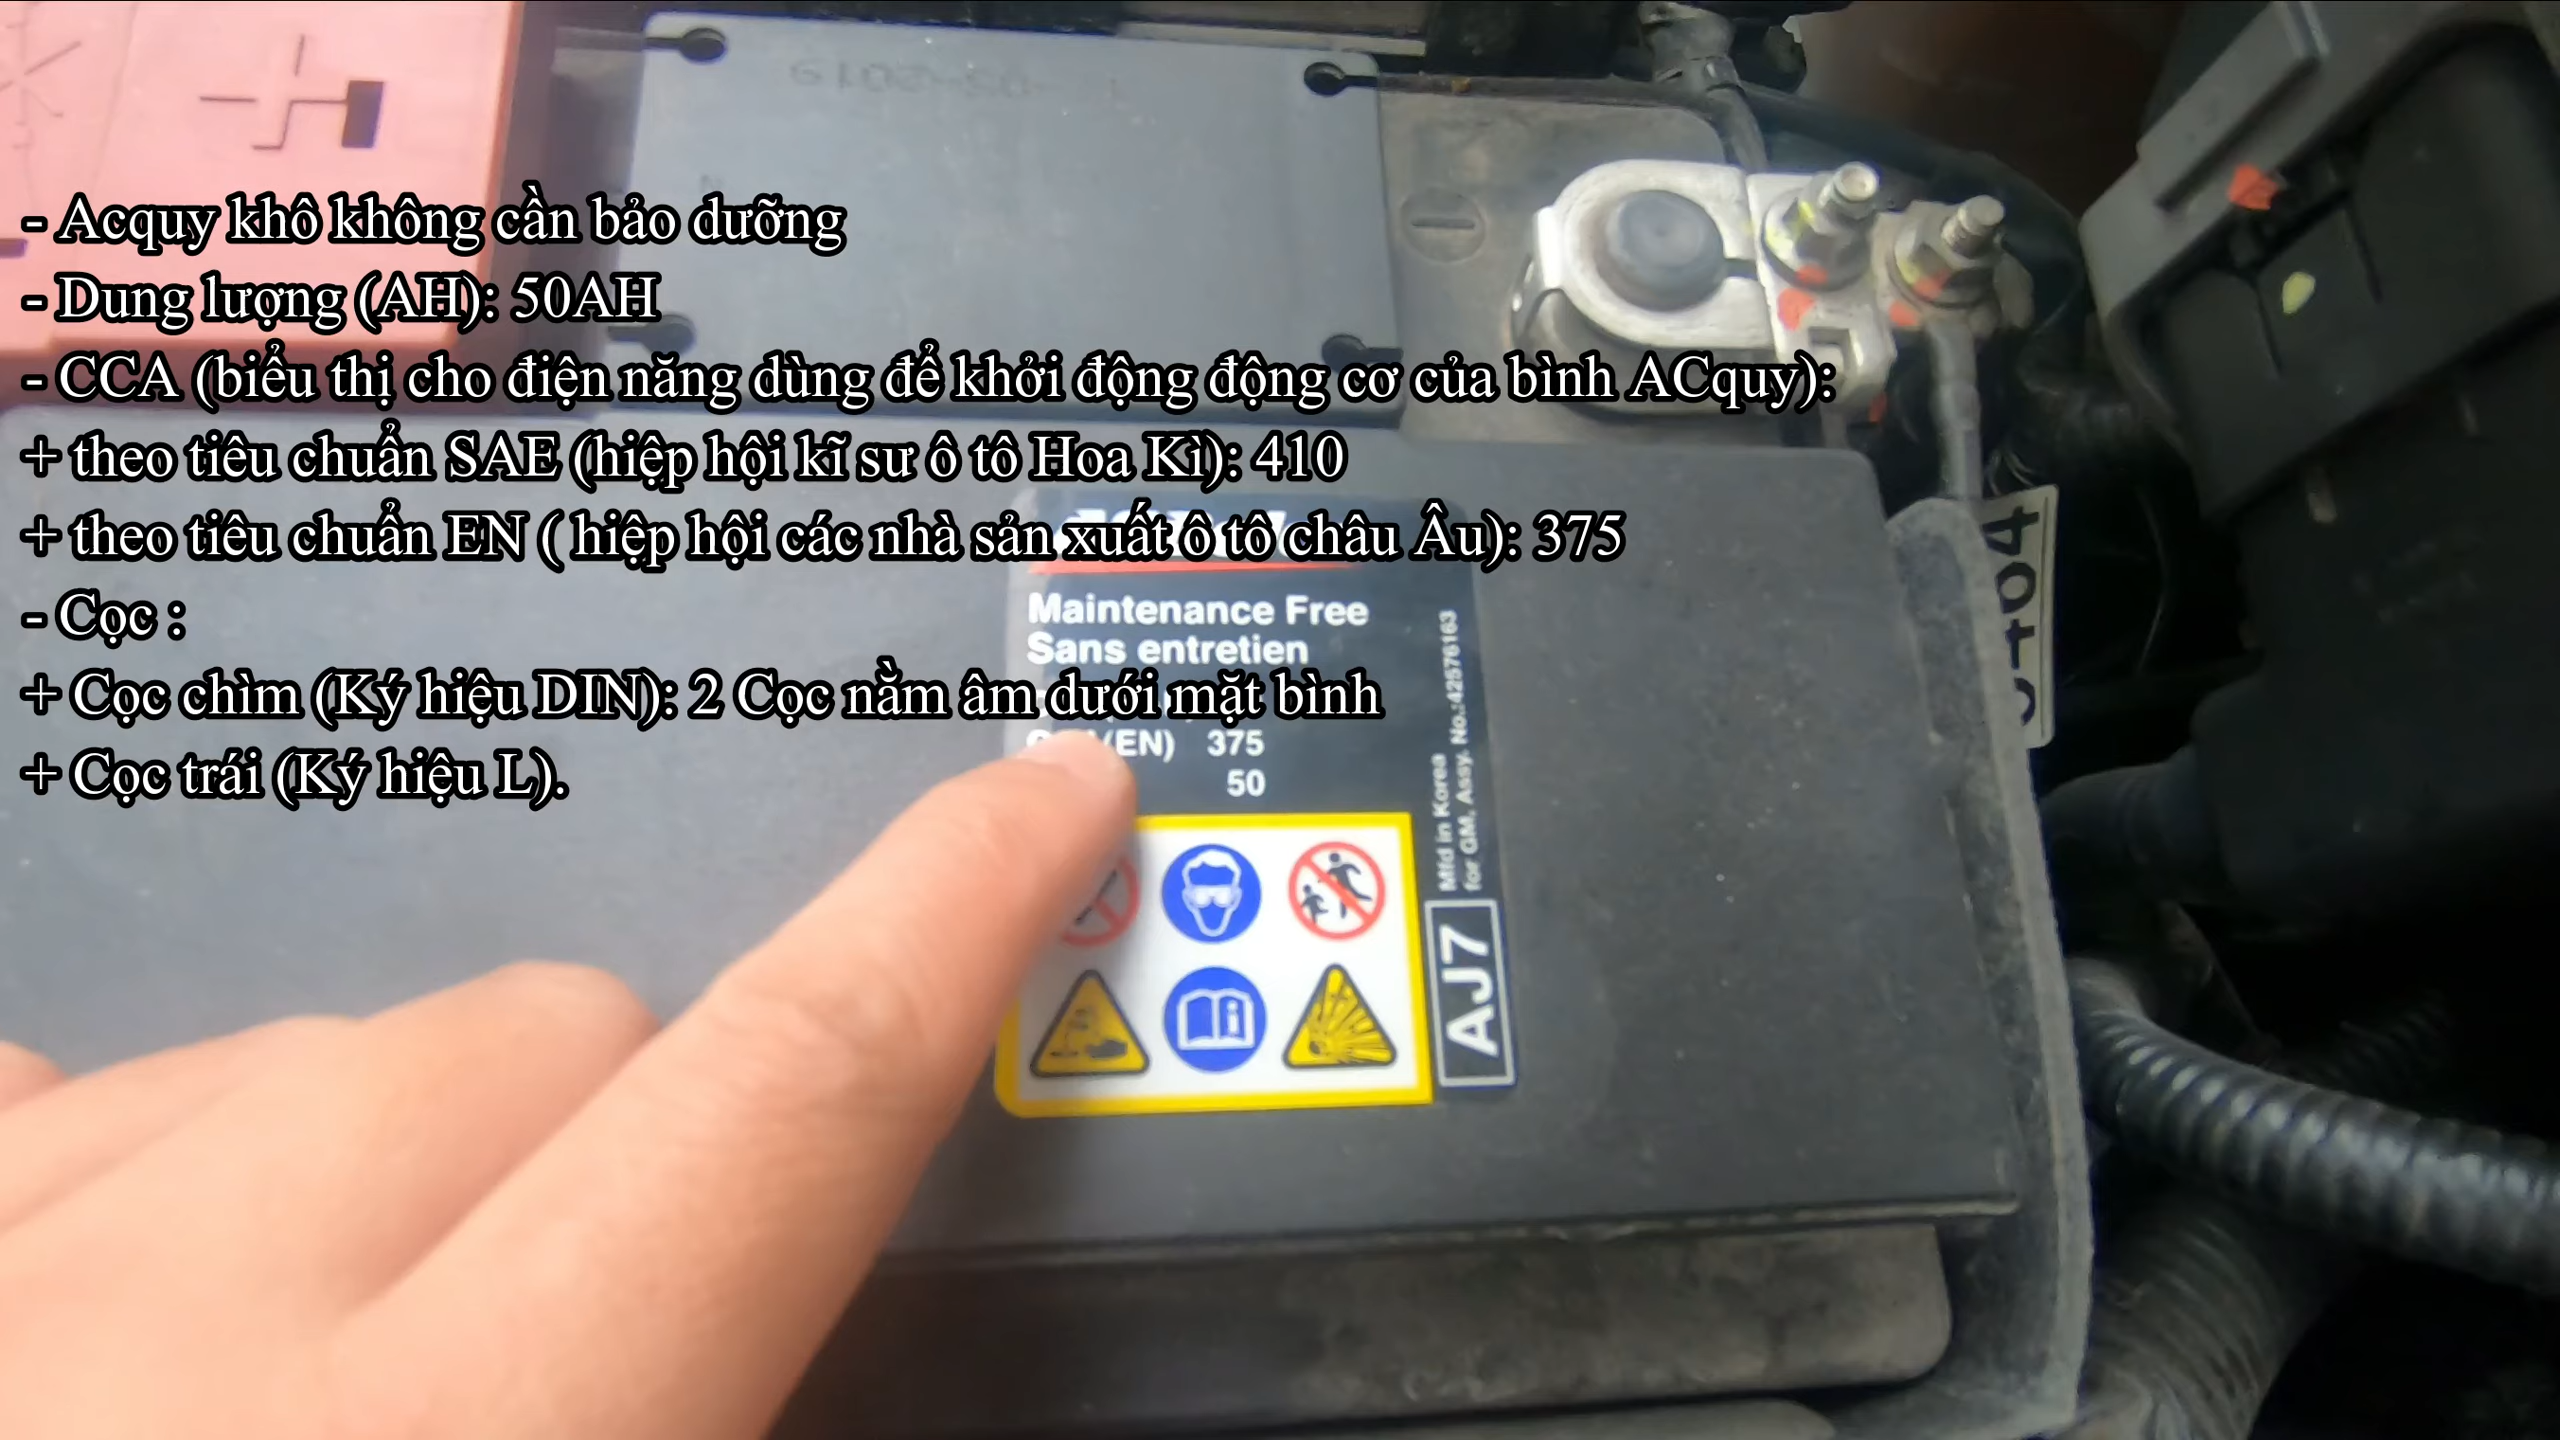 - Acquy khô không cần bảo dưỡng
- Dung lượng (AH): 50AH
- CCA (biểu thị cho điện năng dùng để khởi động động cơ của bình ACquy):
+ theo tiêu chuẩn SAE (hiệp hội kĩ sư ô tô Hoa Kì): 410
+ theo tiêu chuẩn EN ( hiệp hội các nhà sản xuất ô tô châu Âu): 375
- Cọc :
+ Cọc chìm (Ký hiệu DIN): 2 Cọc nằm âm dưới mặt bình
+ Cọc trái (Ký hiệu L).
Maintenance Free
Sans entretien
(EN) 375
50
Mfd in Korea
for GM. Assy. No.:42576163
AJ7